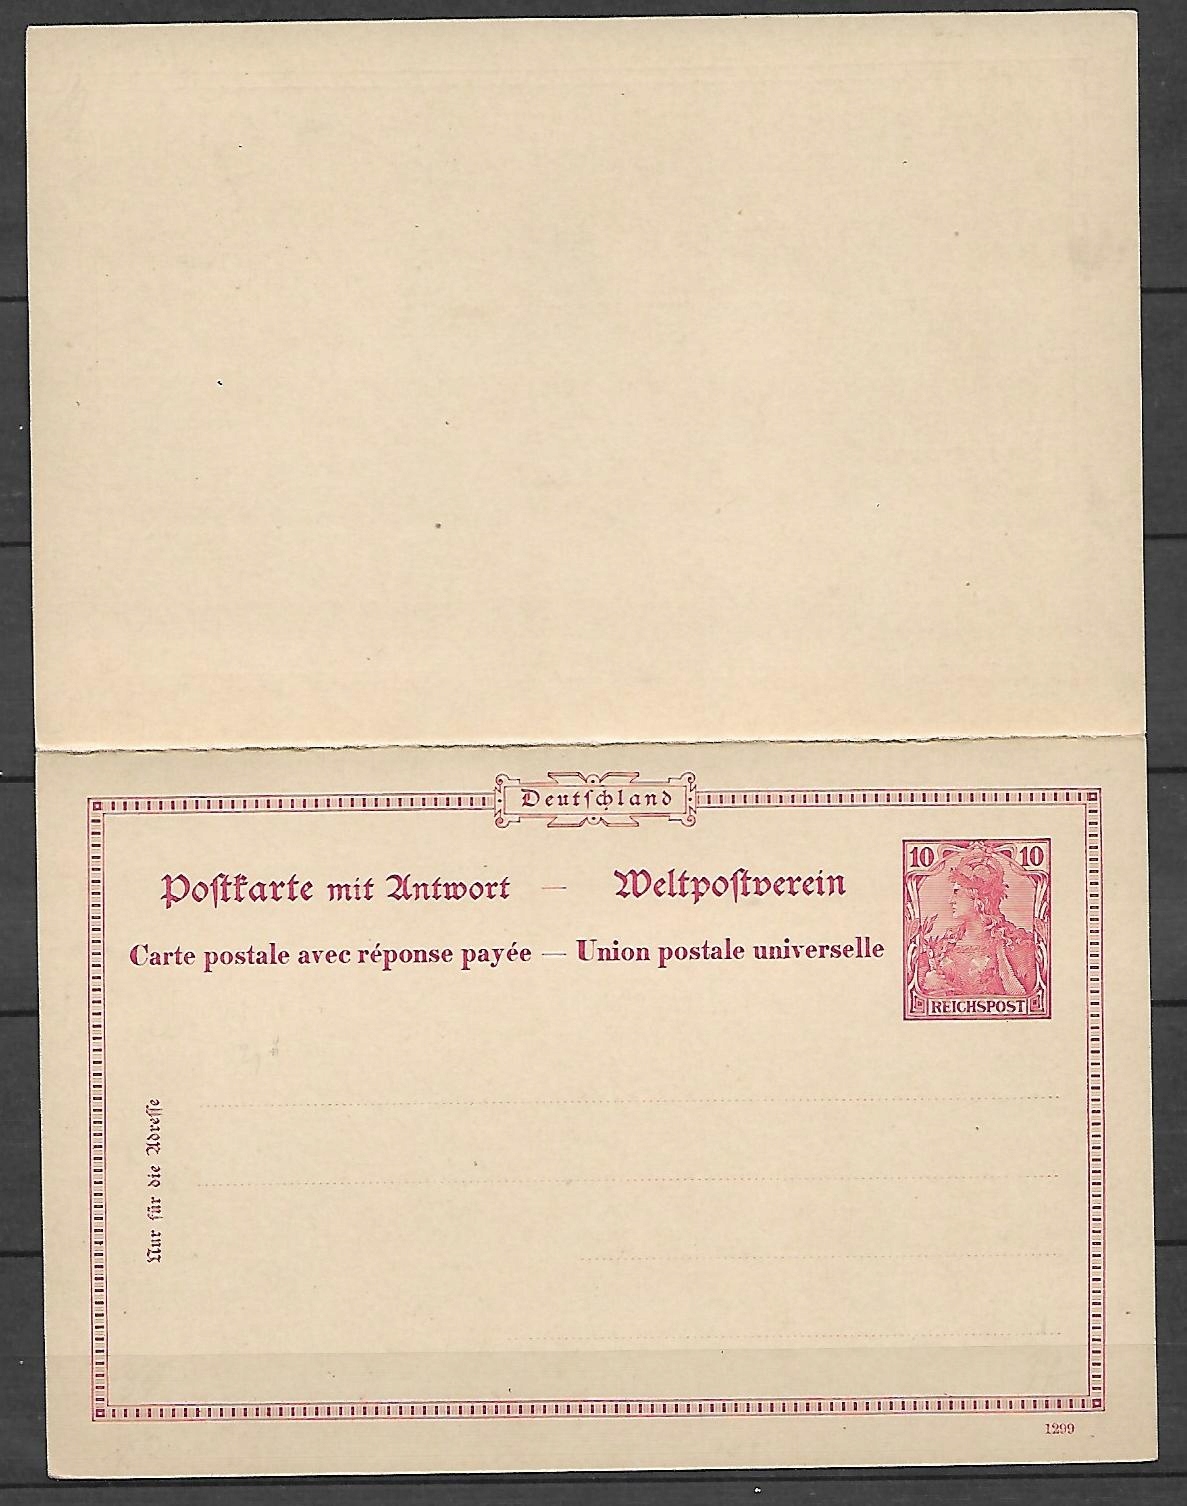 Deutschland
Postkarte mit Antwort — Weltpostverein
Carte postale avec réponse payée — Union postale universelle
10 10
REICHSPOST
Nur für die Adresse
1299